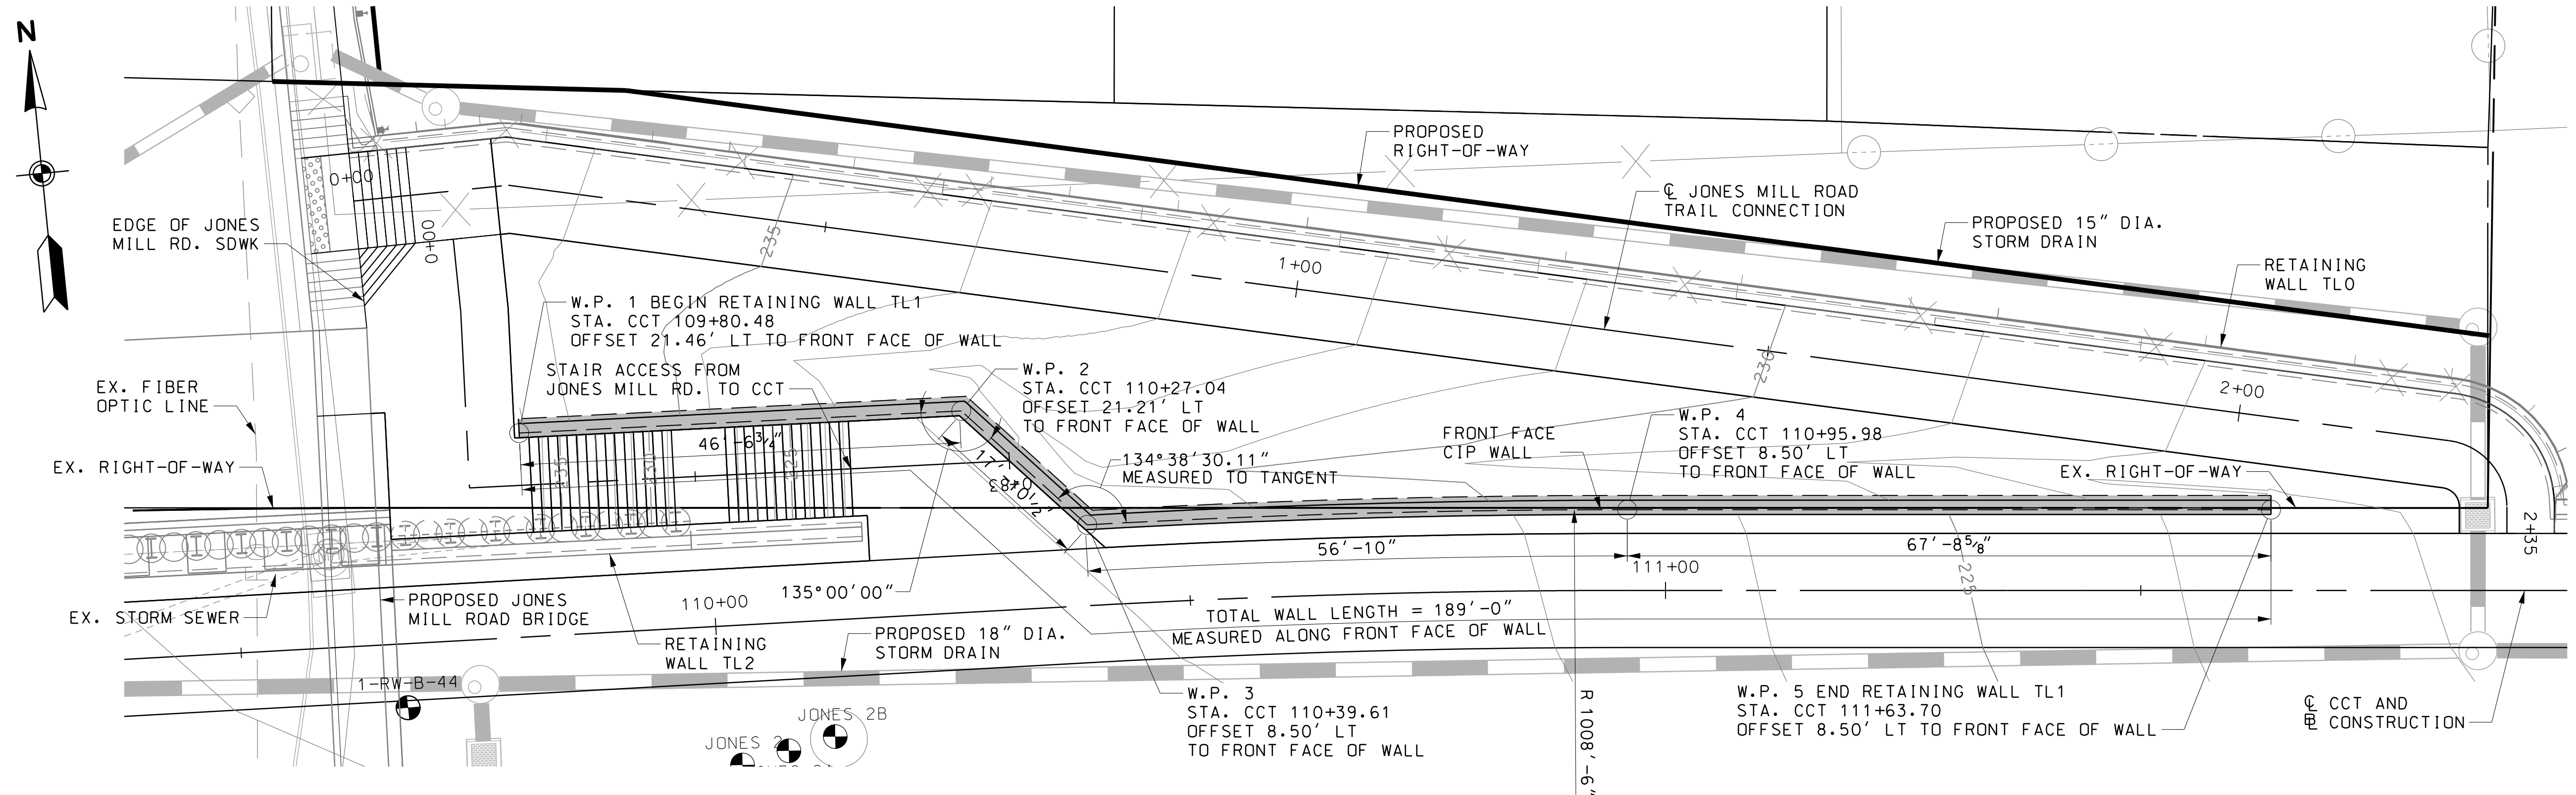 N
PROPOSED
RIGHT-OF-WAY
℄ JONES MILL ROAD
TRAIL CONNECTION
PROPOSED 15" DIA.
STORM DRAIN
RETAINING
WALL TL0
EDGE OF JONES
MILL RD. SDWK
0+00
0+00
235
1+00
230
2+00
2+35
W.P. 1 BEGIN RETAINING WALL TL1
STA. CCT 109+80.48
OFFSET 21.46' LT TO FRONT FACE OF WALL
STAIR ACCESS FROM
JONES MILL RD. TO CCT
W.P. 2
STA. CCT 110+27.04
OFFSET 21.21' LT
TO FRONT FACE OF WALL
EX. FIBER
OPTIC LINE
EX. RIGHT-OF-WAY
46'-6¾"
235
230
225
17'-10½"
0+83
134°38'30.11"
MEASURED TO TANGENT
FRONT FACE
CIP WALL
W.P. 4
STA. CCT 110+95.98
OFFSET 8.50' LT
TO FRONT FACE OF WALL
EX. RIGHT-OF-WAY
56'-10"
67'-8⅝"
111+00
225
135°00'00"
110+00
TOTAL WALL LENGTH = 189'-0"
MEASURED ALONG FRONT FACE OF WALL
EX. STORM SEWER
PROPOSED JONES
MILL ROAD BRIDGE
RETAINING
WALL TL2
PROPOSED 18" DIA.
STORM DRAIN
1-RW-B-44
JONES 2B
JONES 2
W.P. 3
STA. CCT 110+39.61
OFFSET 8.50' LT
TO FRONT FACE OF WALL
R 1008'-6"
W.P. 5 END RETAINING WALL TL1
STA. CCT 111+63.70
OFFSET 8.50' LT TO FRONT FACE OF WALL
℄ CCT AND
BL CONSTRUCTION